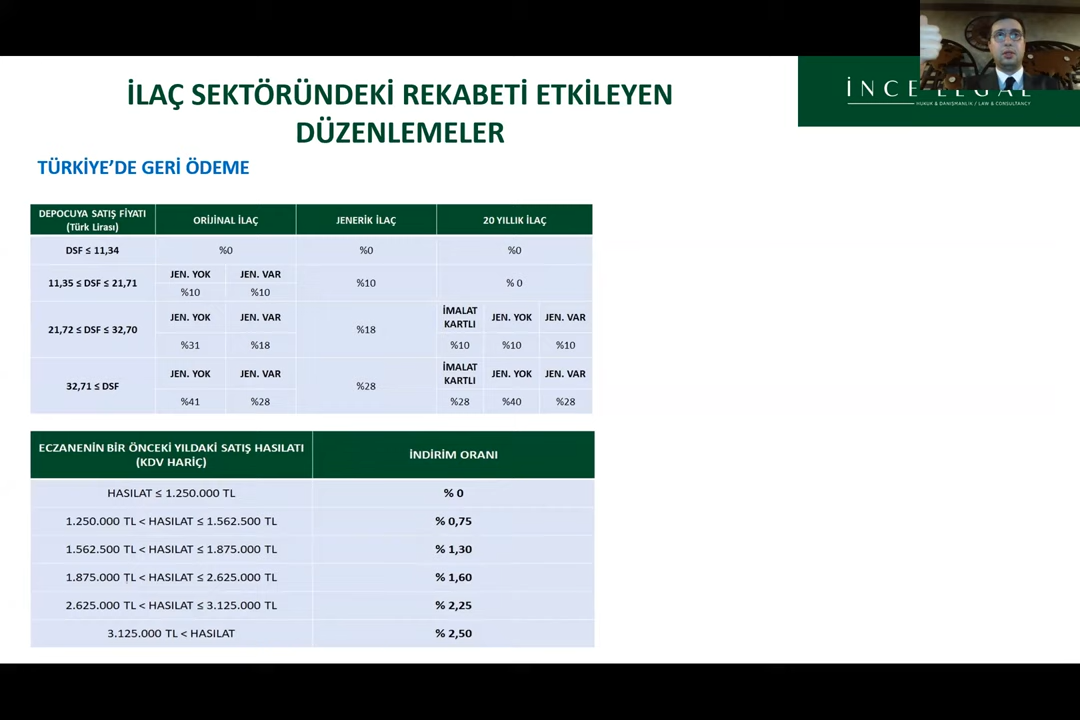 İLAÇ SEKTÖRÜNDEKİ REKABETİ ETKİLEYEN
DÜZENLEMELER
İNCE LEGAL
HUKUK & DANIŞMANLIK / LAW & CONSULTANCY
TÜRKİYE'DE GERİ ÖDEME
DEPOCUYA SATIŞ FİYATI
(Türk Lirası)
ORİJİNAL İLAÇ
JENERİK İLAÇ
20 YILLIK İLAÇ
DSF ≤ 11,34
%0
%0
%0
11,35 ≤ DSF ≤ 21,71
JEN. YOK
JEN. VAR
%10
%10
%10
% 0
21,72 ≤ DSF ≤ 32,70
JEN. YOK
JEN. VAR
%31
%18
%18
İMALAT
KARTLI
JEN. YOK
JEN. VAR
%10
%10
%10
32,71 ≤ DSF
JEN. YOK
JEN. VAR
%41
%28
%28
İMALAT
KARTLI
JEN. YOK
JEN. VAR
%28
%40
%28
ECZANENİN BİR ÖNCEKİ YILDAKİ SATIŞ HASILATI
(KDV HARİÇ)
İNDİRİM ORANI
HASILAT ≤ 1.250.000 TL
% 0
1.250.000 TL < HASILAT ≤ 1.562.500 TL
% 0,75
1.562.500 TL < HASILAT ≤ 1.875.000 TL
% 1,30
1.875.000 TL < HASILAT ≤ 2.625.000 TL
% 1,60
2.625.000 TL < HASILAT ≤ 3.125.000 TL
% 2,25
3.125.000 TL < HASILAT
% 2,50